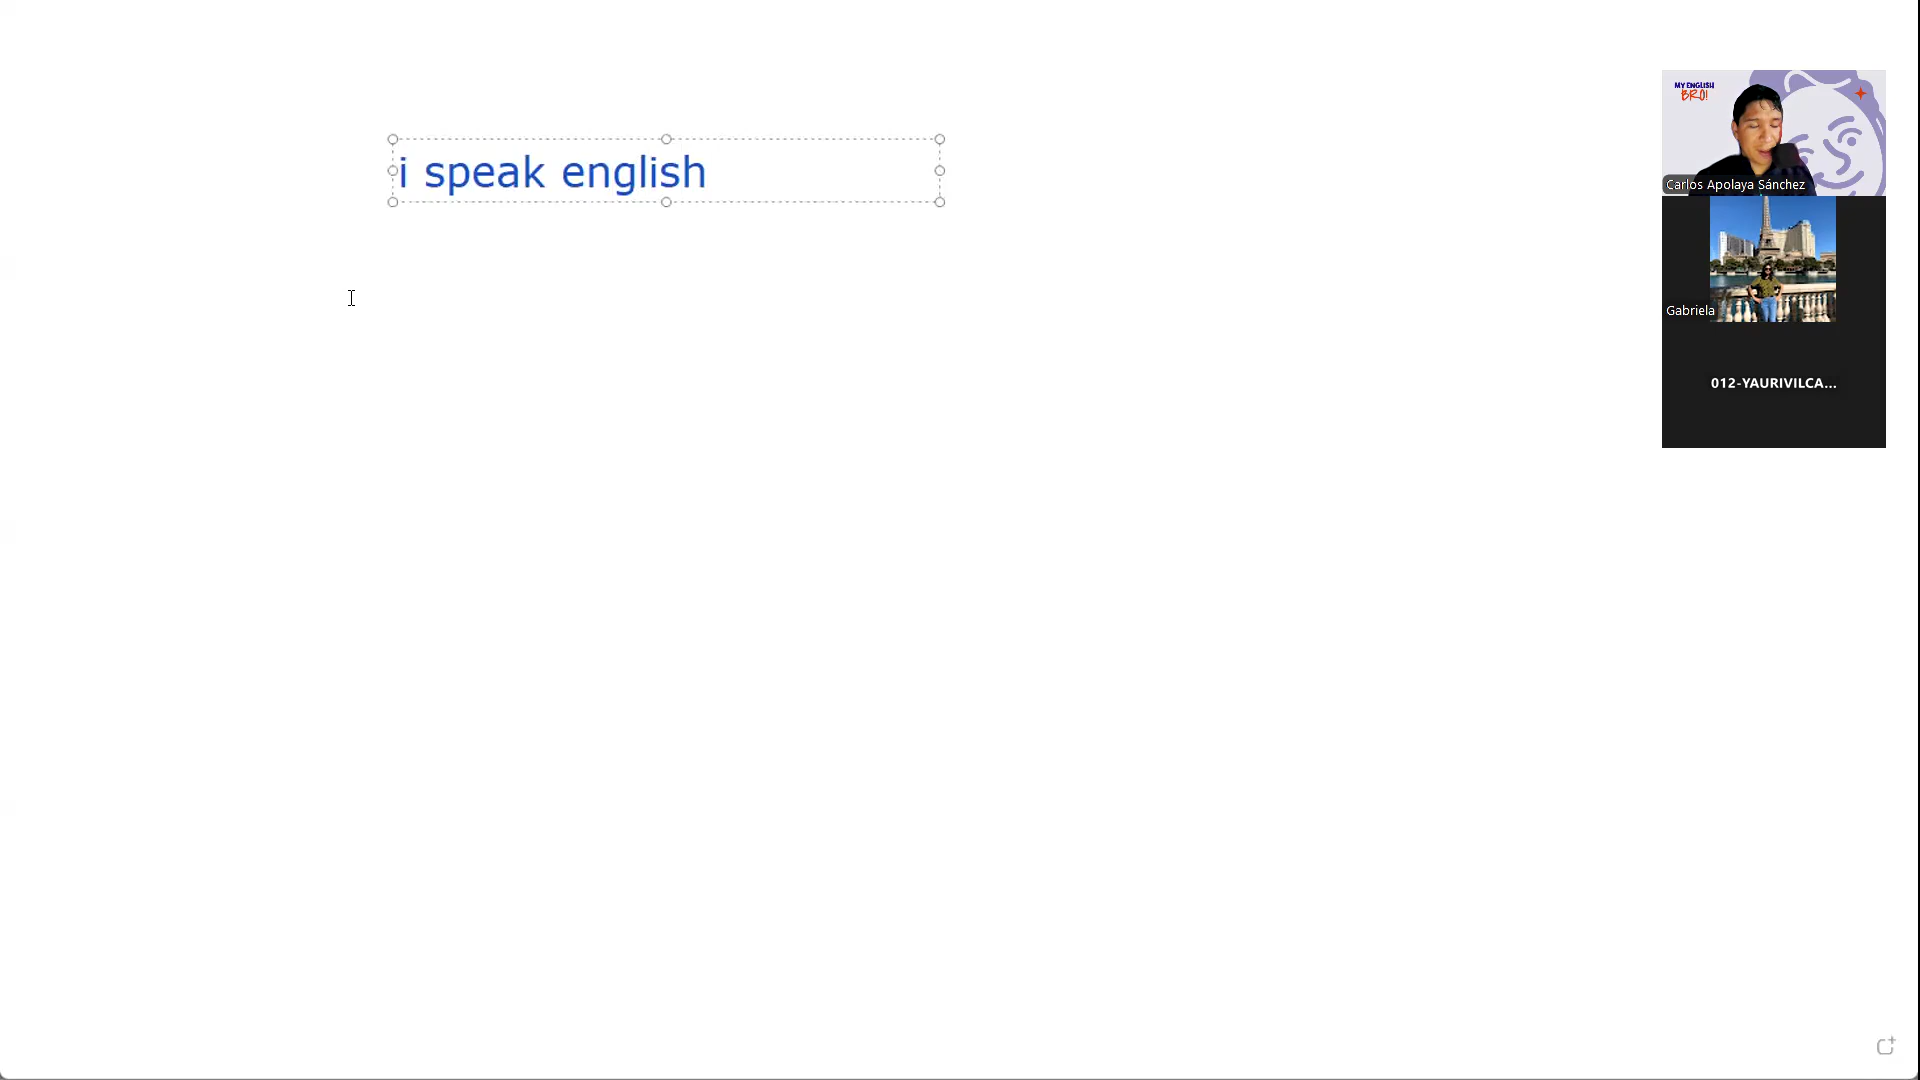 i speak english
MY ENGLISH
BRO!
Carlos Apolaya Sánchez
Gabriela
012-YAURIVILCA...